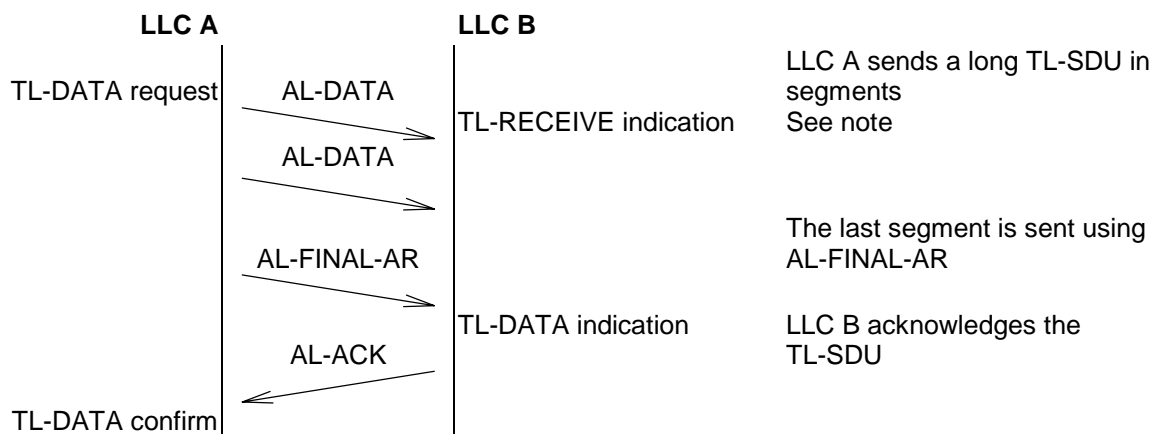 LLC A
LLC B
LLC A sends a long TL-SDU in
segments
TL-DATA request
AL-DATA
TL-RECEIVE indication
See note
AL-DATA
The last segment is sent using
AL-FINAL-AR
AL-FINAL-AR
TL-DATA indication
LLC B acknowledges the
TL-SDU
AL-ACK
TL-DATA confirm